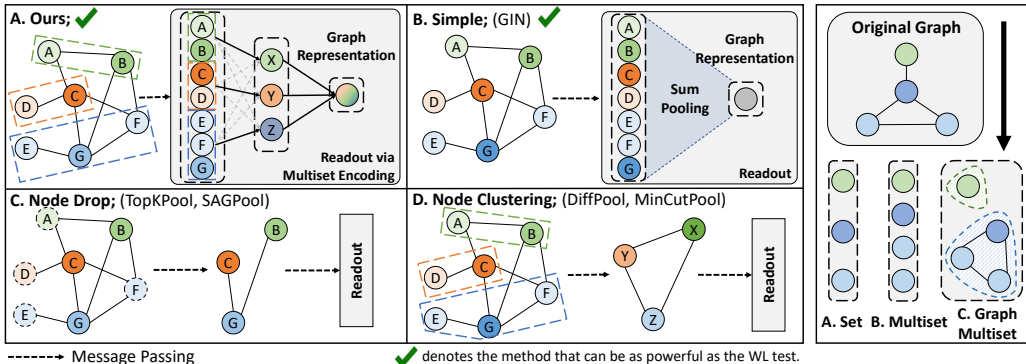 A. Ours;
A
B
C
D
E
F
G
A
B
C
D
E
F
G
X
Y
Z
Graph
Representation
Readout via
Multiset Encoding
B. Simple; (GIN)
A
B
C
D
E
F
G
A
B
C
D
E
F
G
Sum
Pooling
Graph
Representation
Readout
C. Node Drop; (TopKPool, SAGPool)
A
B
C
D
E
F
G
B
C
G
Readout
D. Node Clustering; (DiffPool, MinCutPool)
A
B
C
D
E
F
G
X
Y
Z
Readout
Message Passing
denotes the method that can be as powerful as the WL test.
Original Graph
A. Set
B. Multiset
C. Graph
Multiset